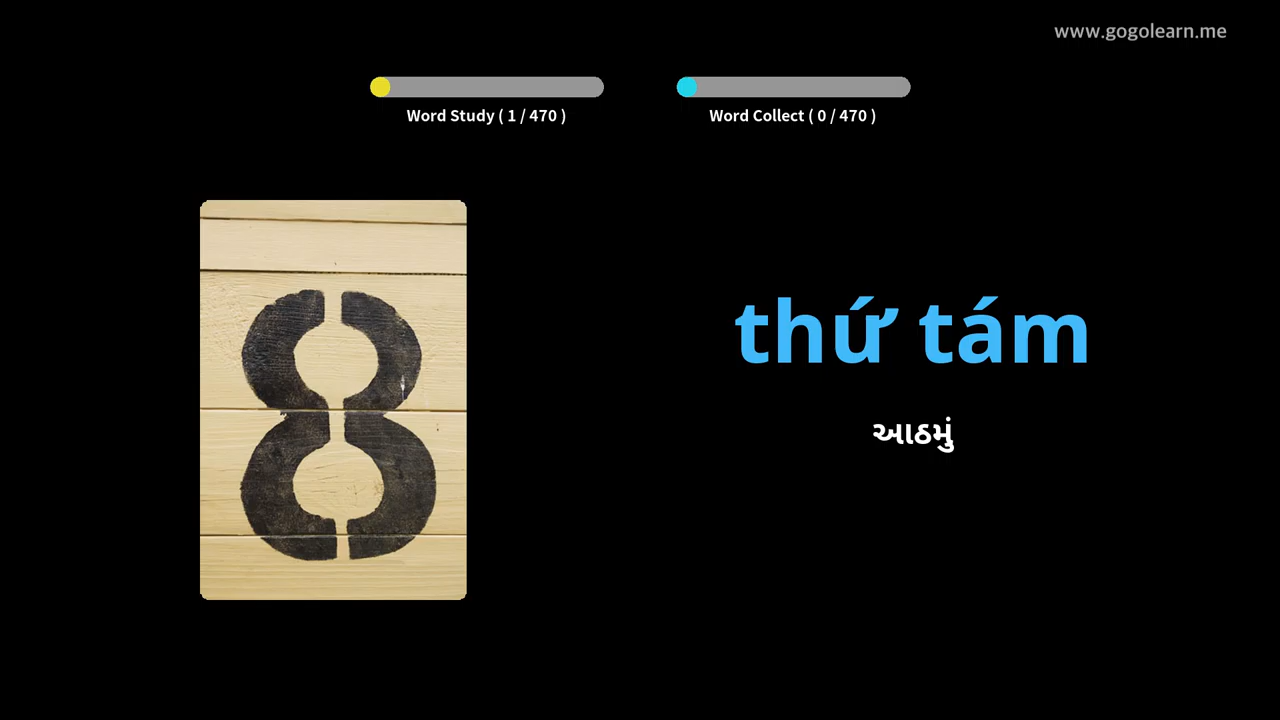 www.gogolearn.me
Word Study ( 1 / 470 )
Word Collect ( 0 / 470 )
8
thứ tám
આઠમું